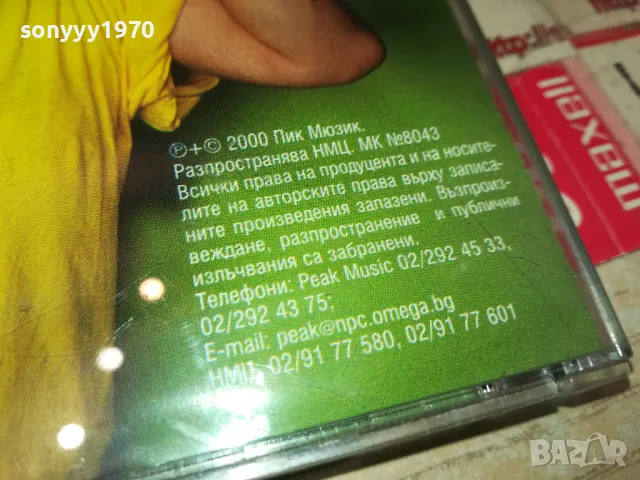 sonyyy1970
℗+© 2000 Пик Мюзик.
Разпространява НМЦ. МК №8043
Всички права на продуцента и на носите-
лите на авторските права върху записа-
ните произведения запазени. Възпроиз-
веждане, разпространение и публични
излъчвания са забранени.
Телефони: Peak Music 02/292 45 33,
02/292 43 75;
E-mail: peak@npc.omega.bg
НМЦ, 02/91 77 580, 02/91 77 601
maxell
BAZAR
.bg